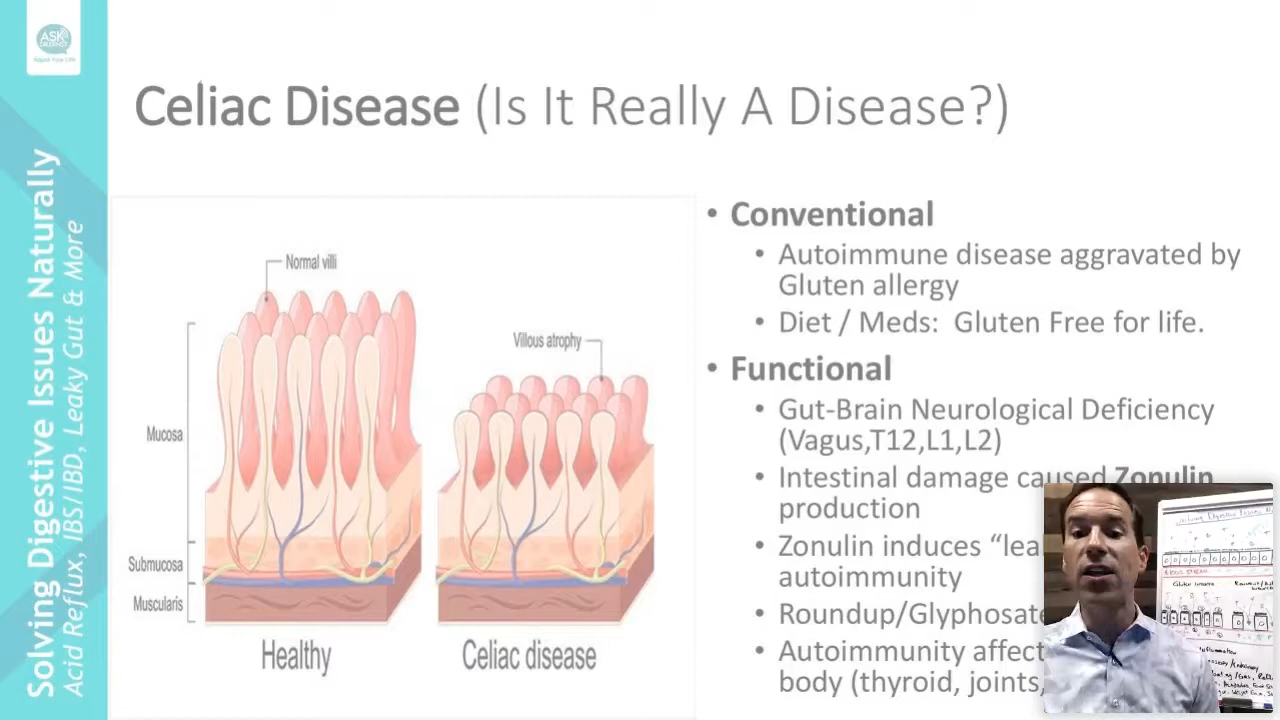 ASK
Solving Digestive Issues Naturally
Acid Reflux, IBS/IBD, Leaky Gut & More
Celiac Disease (Is It Really A Disease?)
Normal villi
Villous atrophy
Mucosa
Submucosa
Muscularis
Healthy
Celiac disease
• Conventional
• Autoimmune disease aggravated by
Gluten allergy
• Diet / Meds: Gluten Free for life.
• Functional
• Gut-Brain Neurological Deficiency
(Vagus,T12,L1,L2)
• Intestinal damage caused Zonulin
production
• Zonulin induces “lea
autoimmunity
• Roundup/Glyphosate
• Autoimmunity affect
body (thyroid, joints,